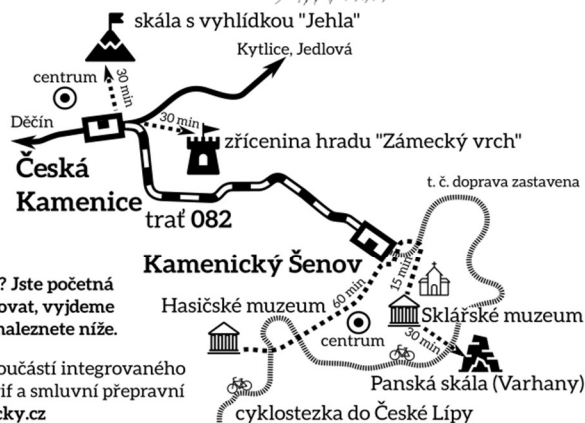 skála s vyhlídkou "Jehla"
Kytlice, Jedlová
centrum
30 min
Děčín
30 min
zřícenina hradu "Zámecký vrch"
Česká
Kamenice
t. č. doprava zastavena
trať 082
Kamenický Šenov
15 min
? Jste početná
ovat, vyjdeme
naleznete níže.
Hasičské muzeum
60 min
Sklářské muzeum
centrum
30 min
oučástí integrovaného
Panská skála (Varhany)
if a smluvní přepravní
cky.cz
cyklostezka do České Lípy